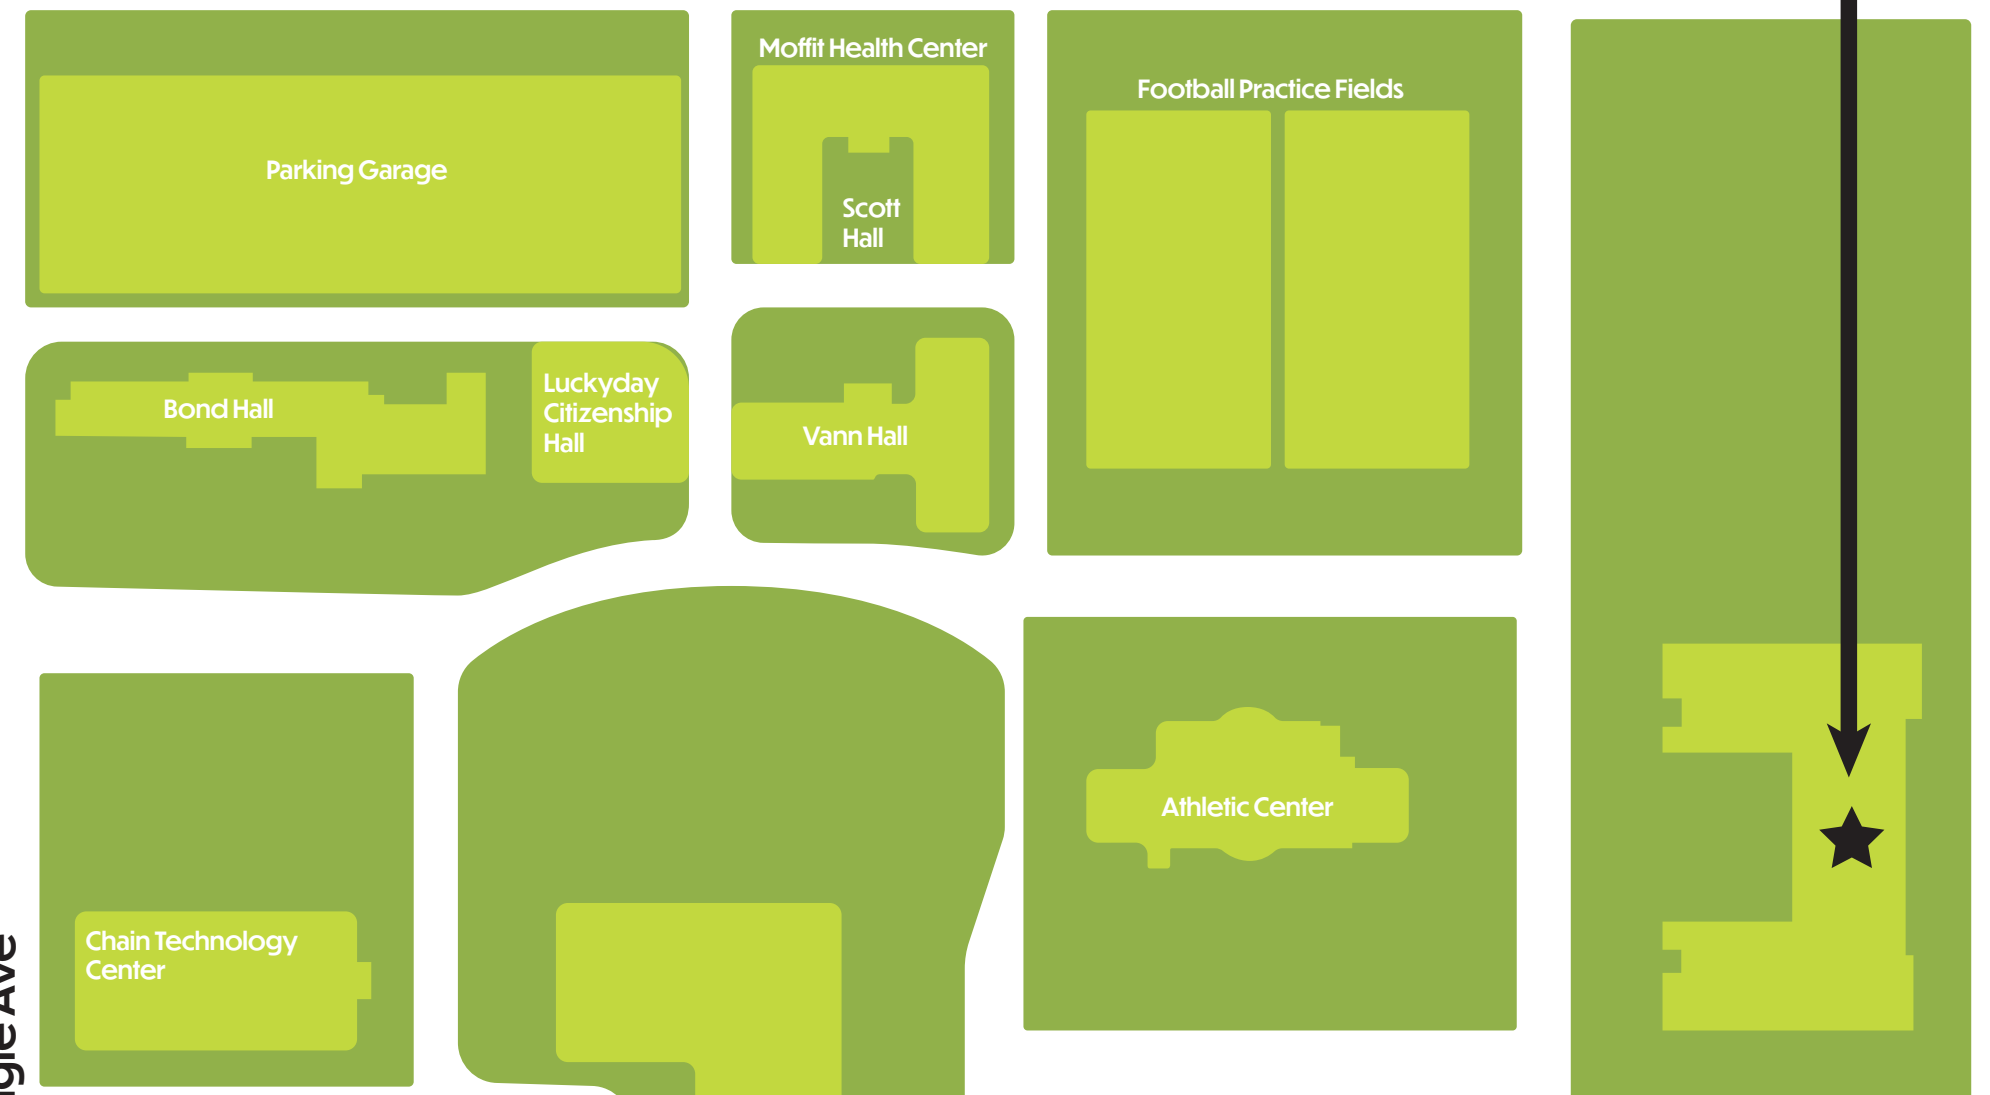 Moffit Health Center
Football Practice Fields
Parking Garage
Scott
Hall
Luckyday
Citizenship
Hall
Bond Hall
Vann Hall
Athletic Center
Chain Technology
Center
Ave